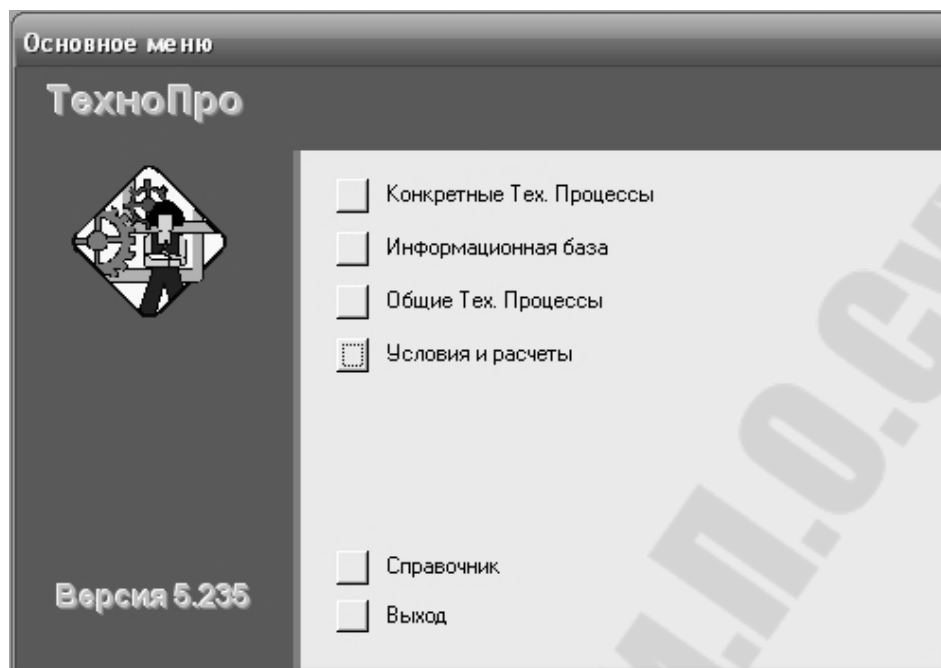 Основное меню
ТехноПро
Конкретные Тех. Процессы
Информационная база
Общие Тех. Процессы
Условия и расчеты
Справочник
Версия 5.235
Выход